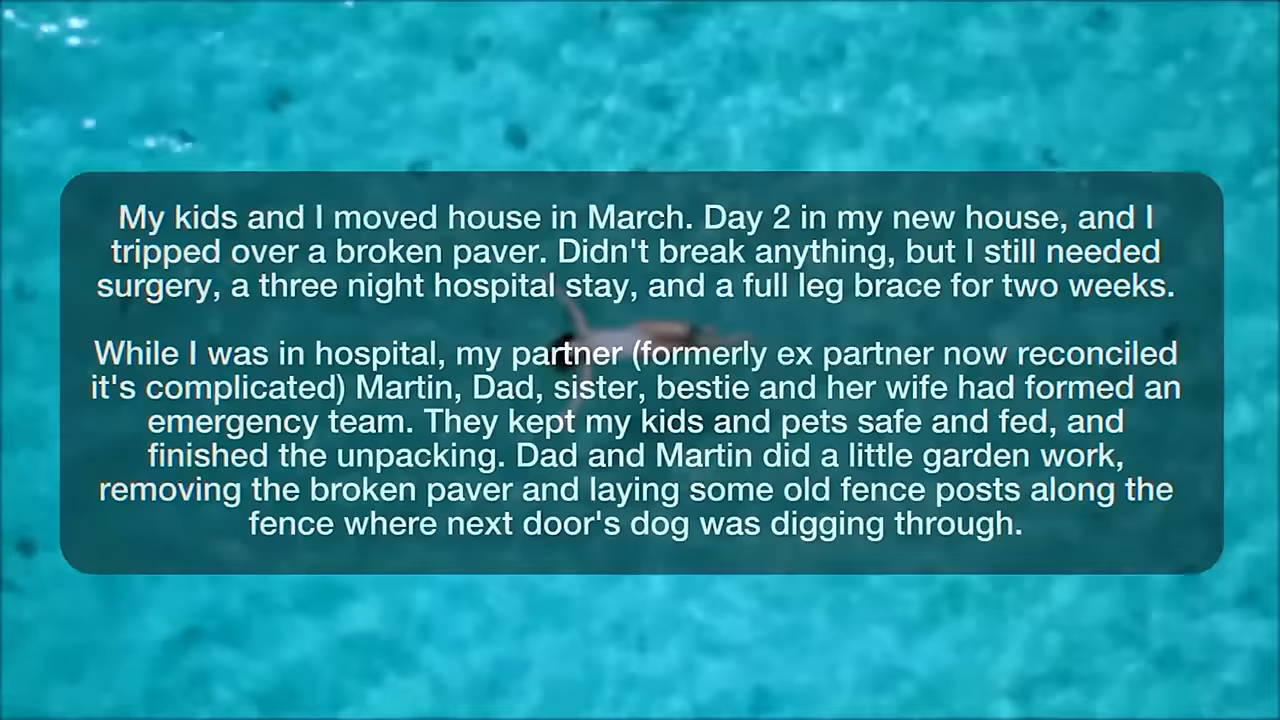 My kids and I moved house in March. Day 2 in my new house, and I
tripped over a broken paver. Didn't break anything, but I still needed
surgery, a three night hospital stay, and a full leg brace for two weeks.
While I was in hospital, my partner (formerly ex partner now reconciled
it's complicated) Martin, Dad, sister, bestie and her wife had formed an
emergency team. They kept my kids and pets safe and fed, and
finished the unpacking. Dad and Martin did a little garden work,
removing the broken paver and laying some old fence posts along the
fence where next door's dog was digging through.